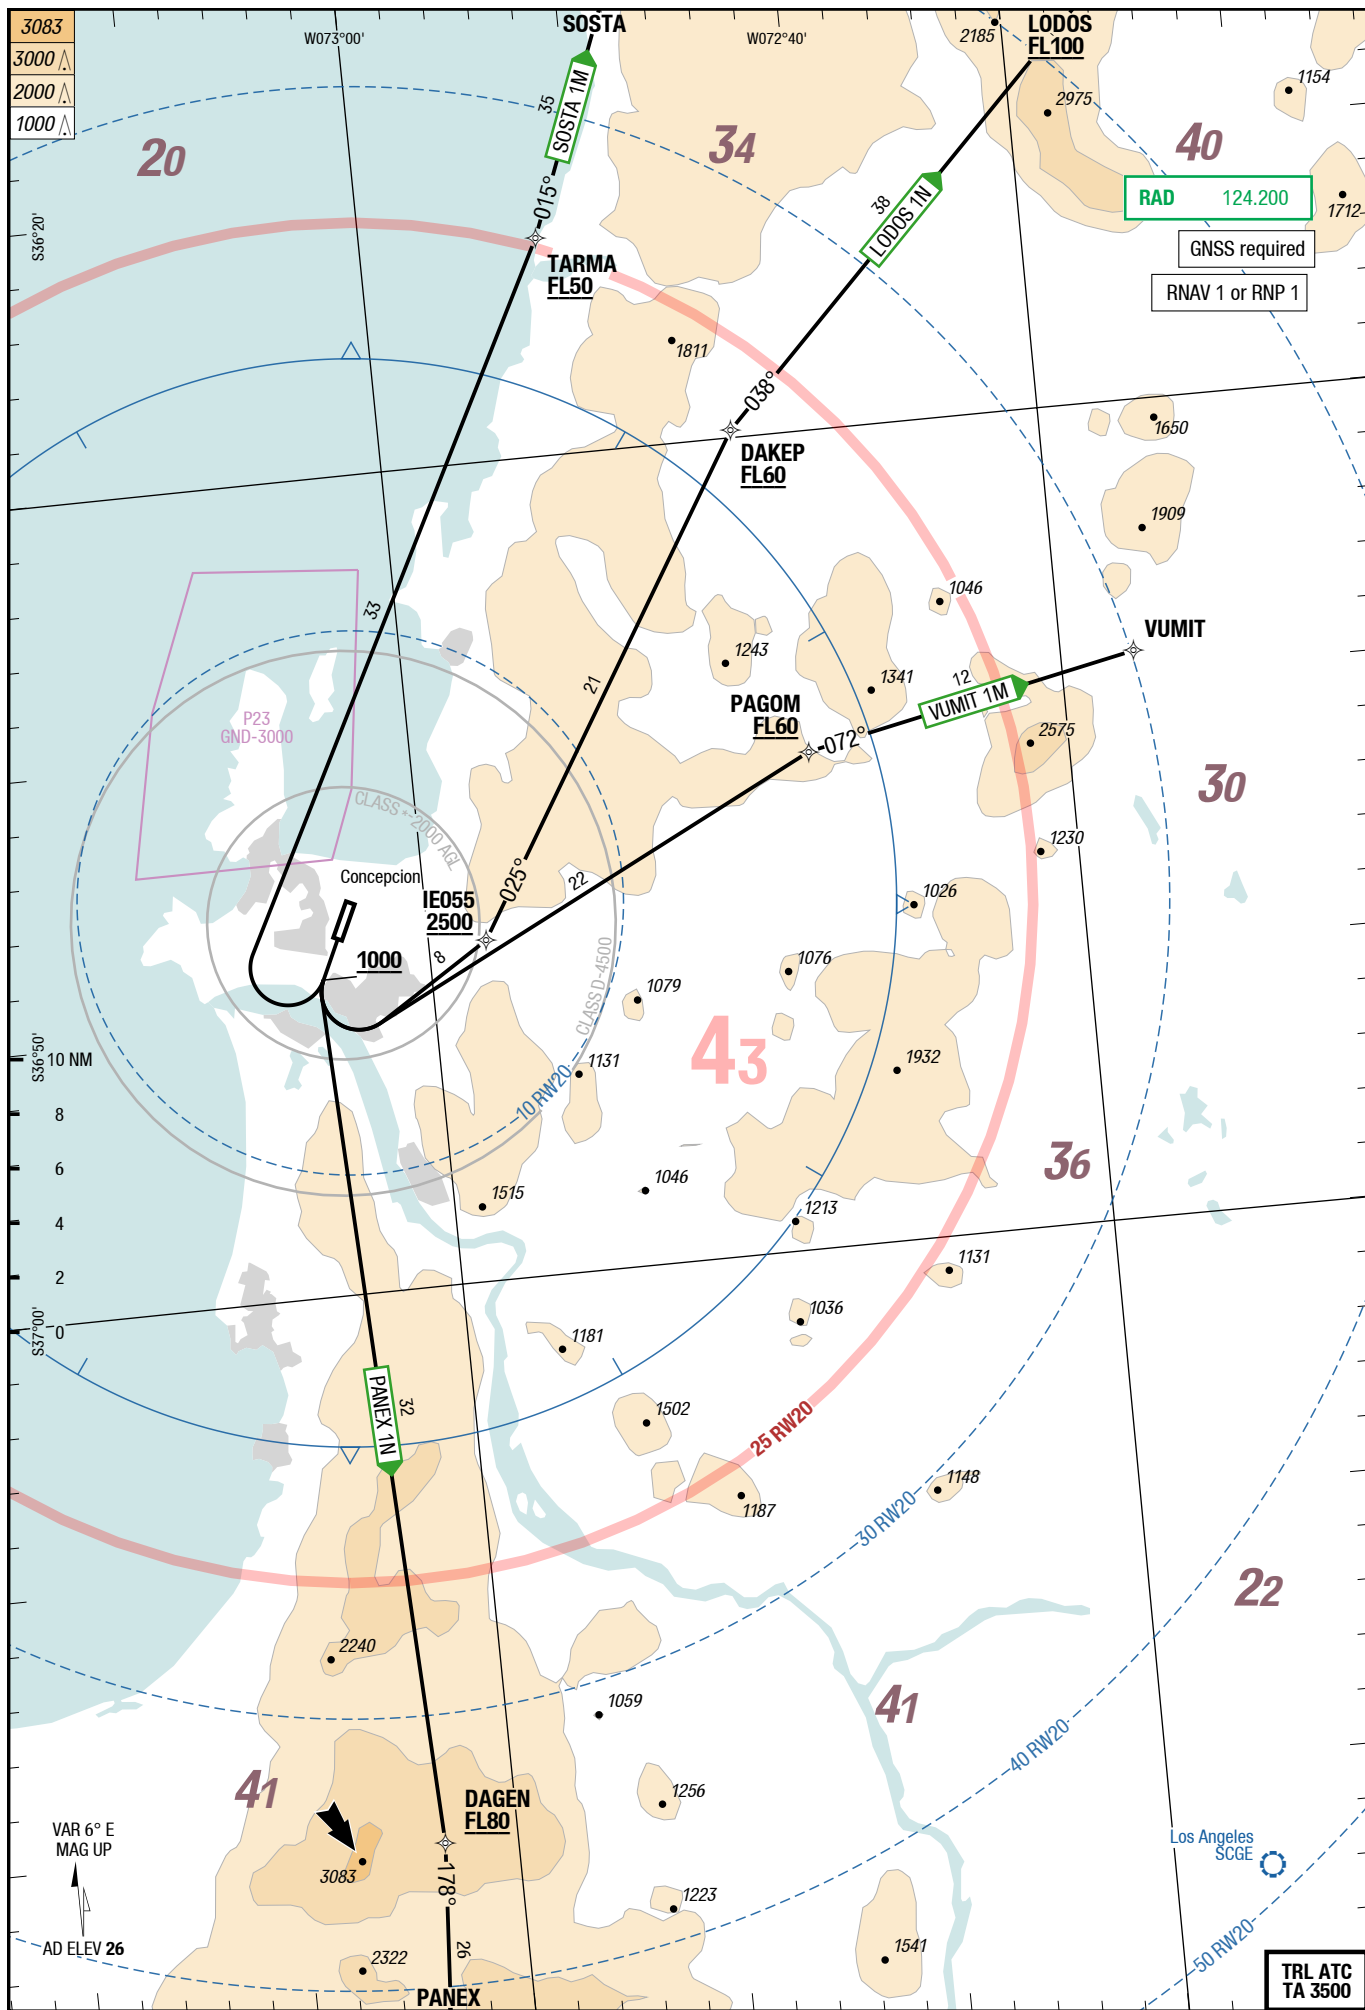 3083
3000
2000
1000
W073°00'
SOSTA
W072°40'
2185
LODOS
FL100
1154
2975
35
SOSTA 1M
20
34
40
RAD 124.200
1712
GNSS required
RNAV 1 or RNP 1
38
LODOS 1N
015°
S36°20'
TARMA
FL50
1811
038°
1650
DAKEP
FL60
1909
33
1046
VUMIT
1243
21
1341
12
VUMIT 1M
PAGOM
FL60
072°
2575
P23
GND-3000
30
CLASS *-2000 AGL
1230
Concepcion
025°
22
IE055
2500
1026
8
1000
1076
CLASS D-4500
1079
43
S36°50'
10 NM
1131
1932
10 RW20
8
6
4
2
0
36
1046
1515
1213
1131
1036
S37°00'
1181
PANEX 1N
32
1502
25 RW20
1187
1148
30 RW20
22
2240
1059
41
40 RW20
41
1256
DAGEN
FL80
VAR 6° E
MAG UP
3083
Los Angeles
SCGE
178°
1223
AD ELEV 26
26
2322
1541
50 RW20
PANEX
TRL ATC
TA 3500